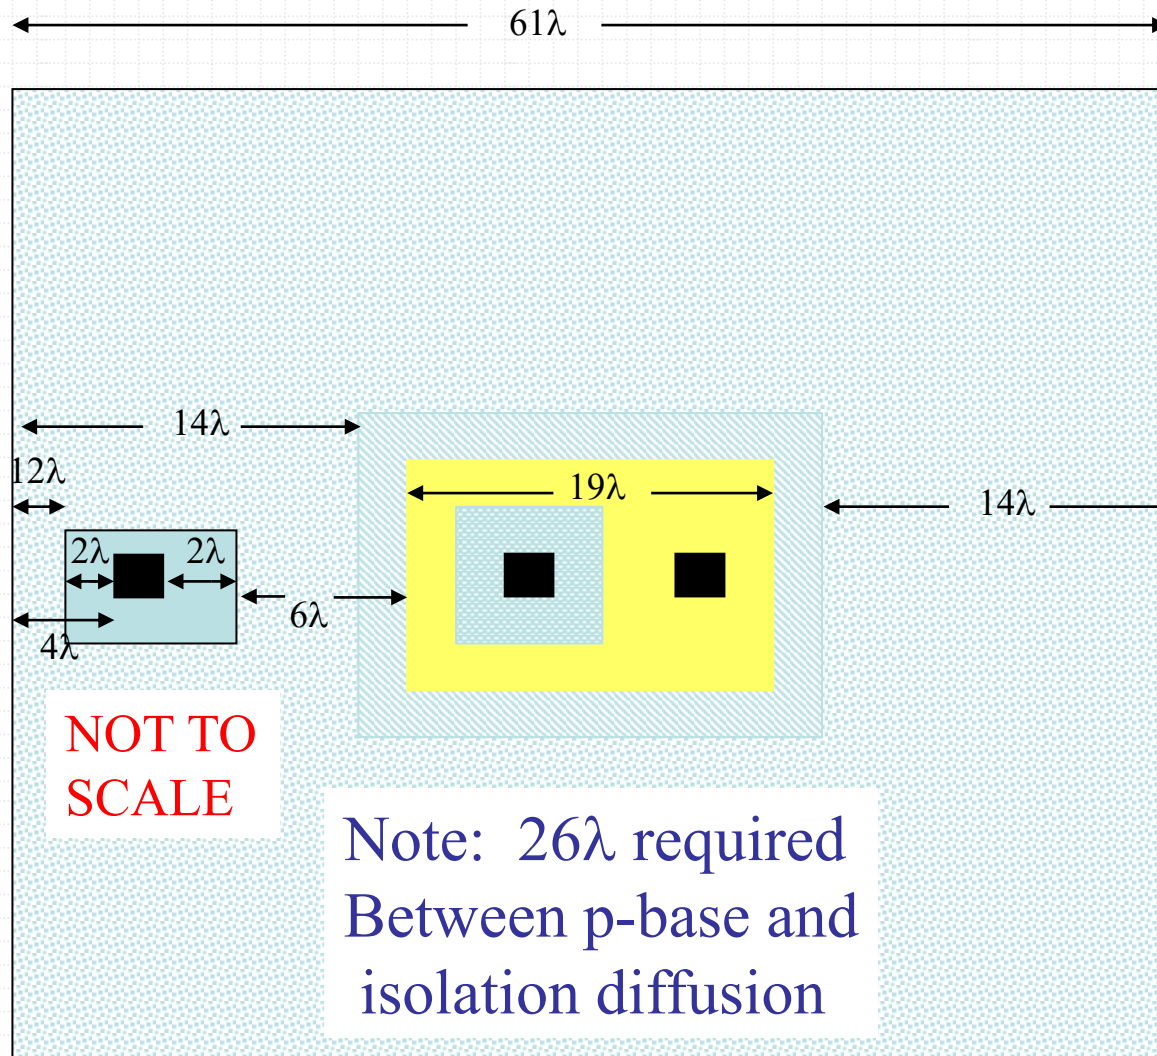 61λ
14λ
12λ
19λ
14λ
2λ
2λ
6λ
4λ
NOT TO
SCALE
Note: 26λ required
Between p-base and
isolation diffusion